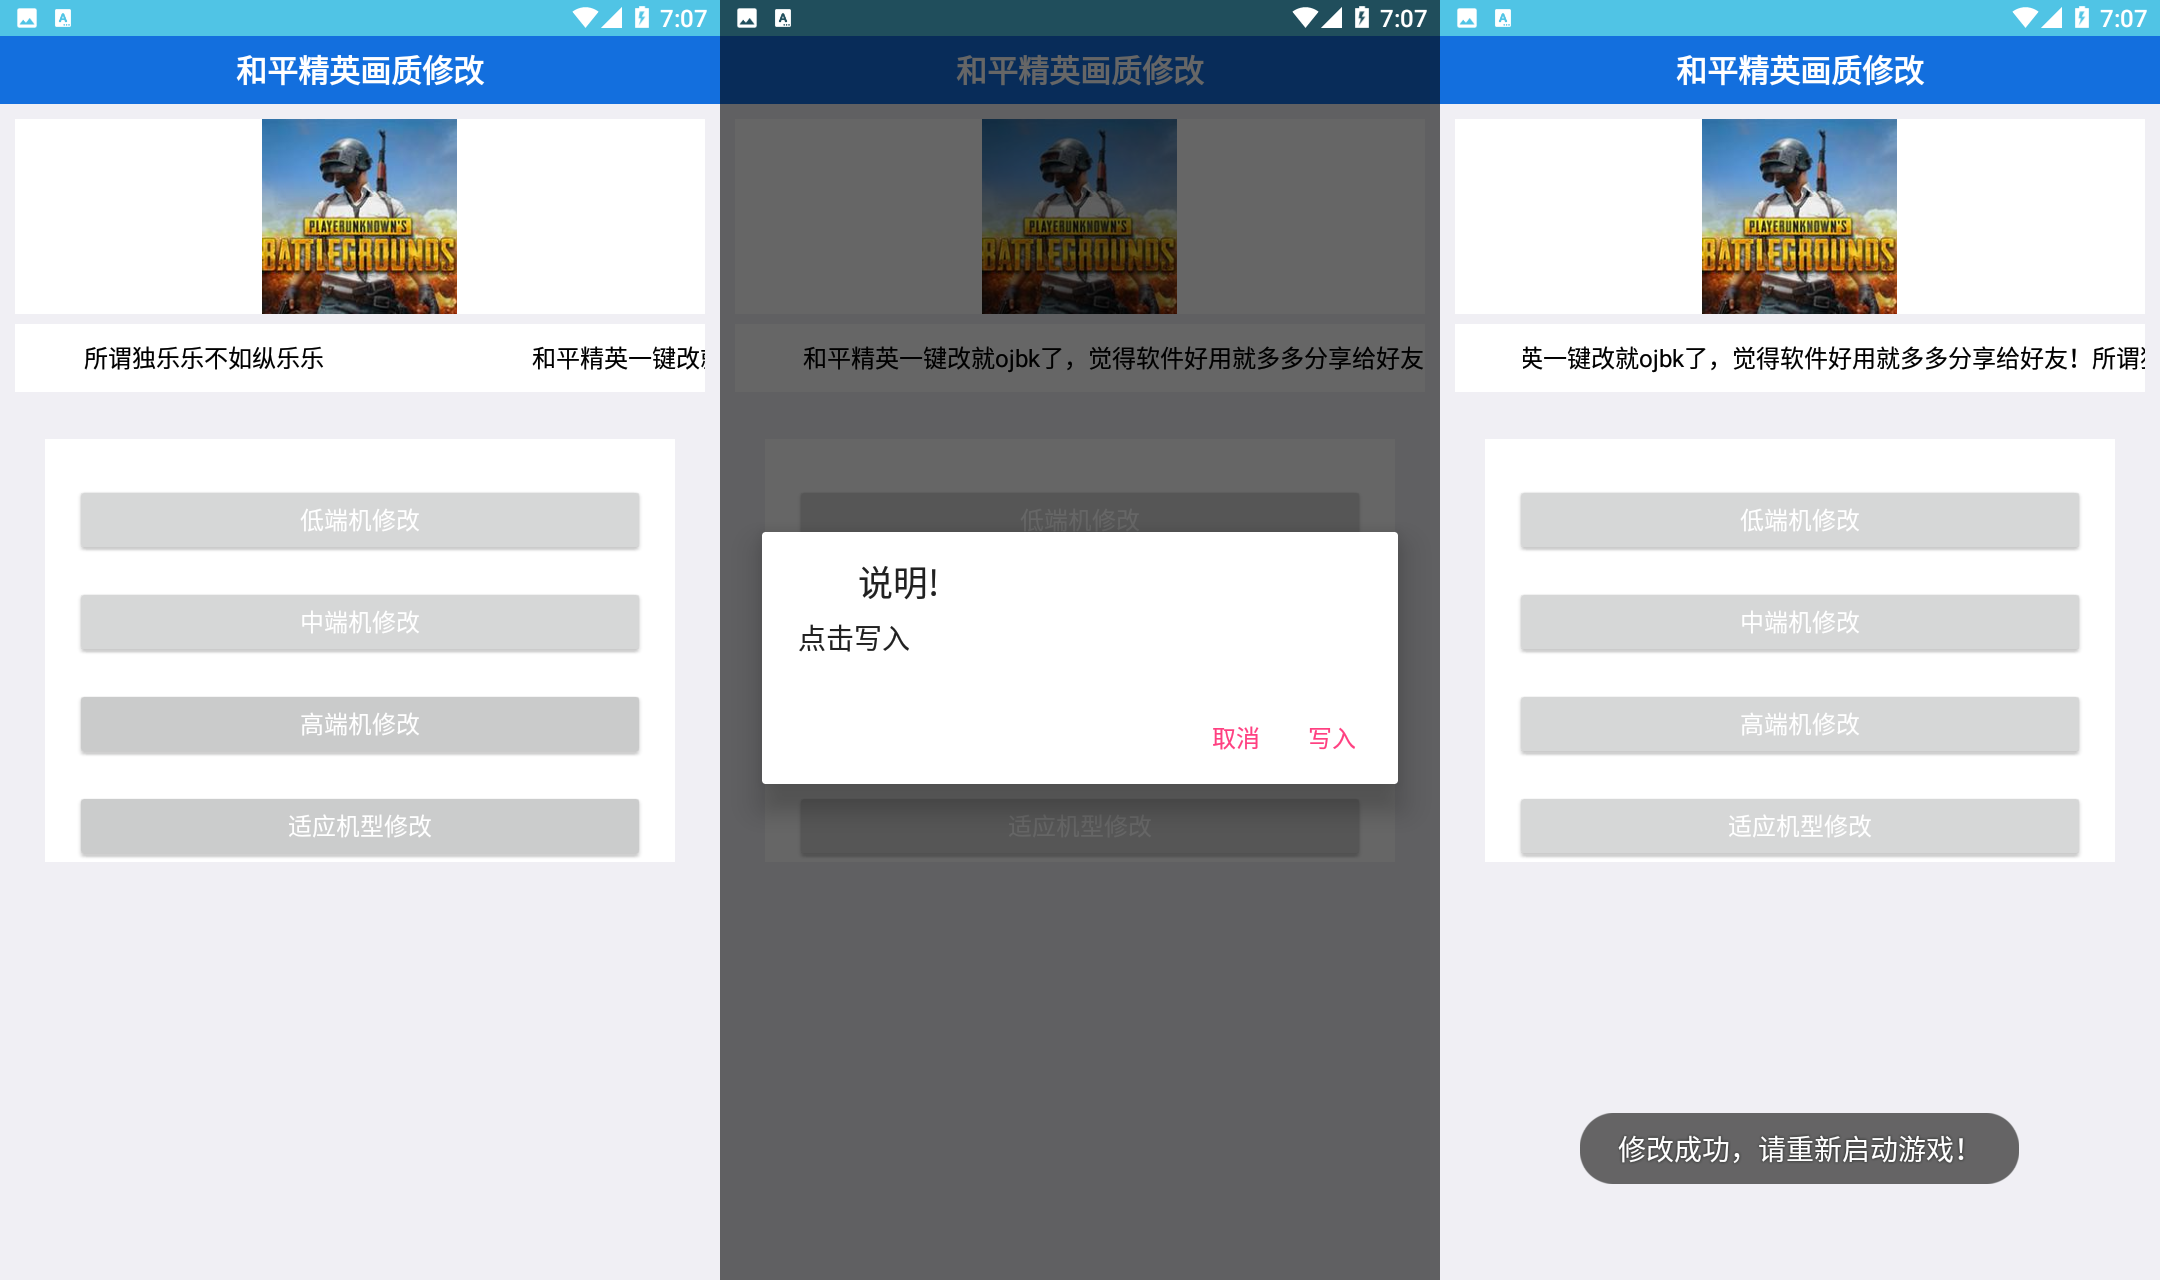 7:07
和平精英画质修改
PLAYERUNKNOWN'S
BATTLEGROUNDS
所谓独乐乐不如纵乐乐 和平精英一键改
低端机修改
中端机修改
高端机修改
适应机型修改
7:07
和平精英画质修改
PLAYERUNKNOWN'S
BATTLEGROUNDS
和平精英一键改就ojbk了，觉得软件好用就多多分享给好友
低端机修改
说明!
点击写入
取消 写入
适应机型修改
7:07
和平精英画质修改
PLAYERUNKNOWN'S
BATTLEGROUNDS
英一键改就ojbk了，觉得软件好用就多多分享给好友！所谓
低端机修改
中端机修改
高端机修改
适应机型修改
修改成功，请重新启动游戏！